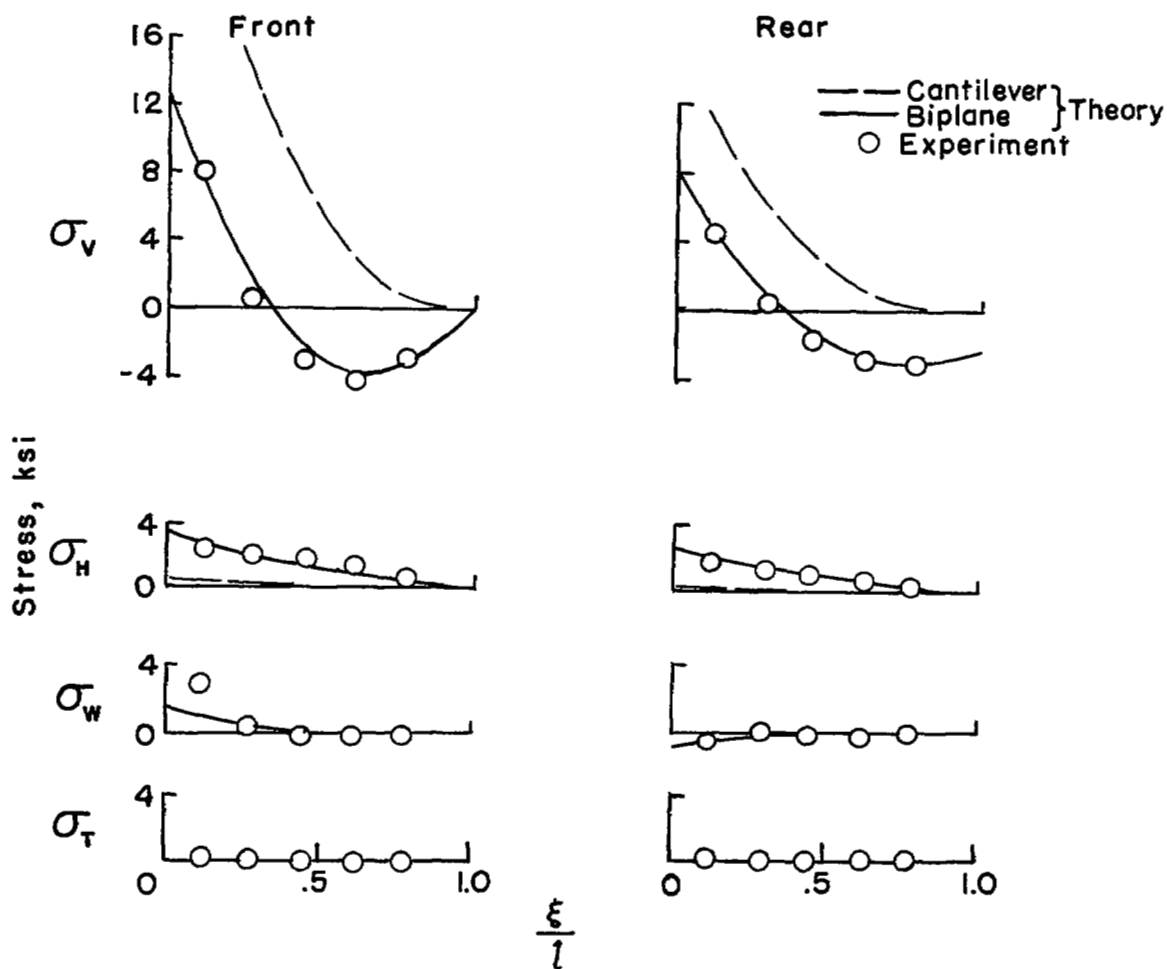 Front
Rear
16
12
8
4
0
-4
Cantilever
Biplane
Theory
Experiment
σV
Stress, ksi
4
σH
0
4
σW
0
4
σT
0
.5
1.0
0
.5
1.0
ξ
l